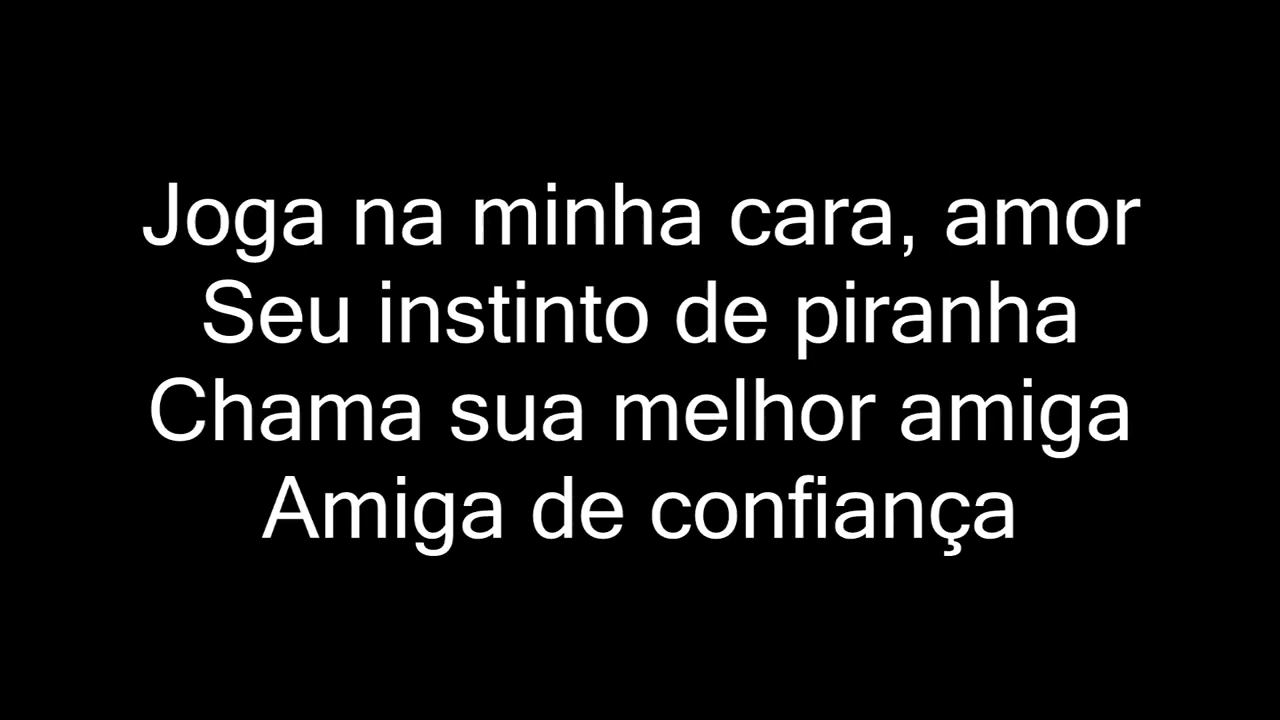 Joga na minha cara, amor
Seu instinto de piranha
Chama sua melhor amiga
Amiga de confiança